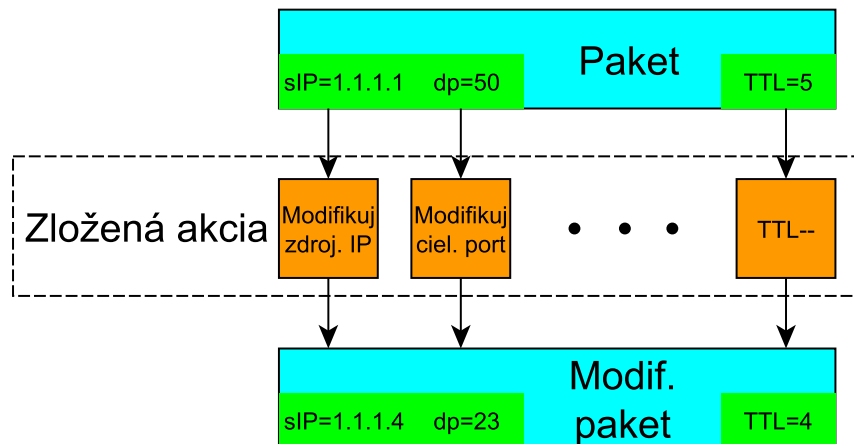 Paket
sIP=1.1.1.1 dp=50 TTL=5
Zložená akcia
Modifikuj
zdroj. IP
Modifikuj
ciel. port
TTL--
Modif.
paket
sIP=1.1.1.4 dp=23 TTL=4